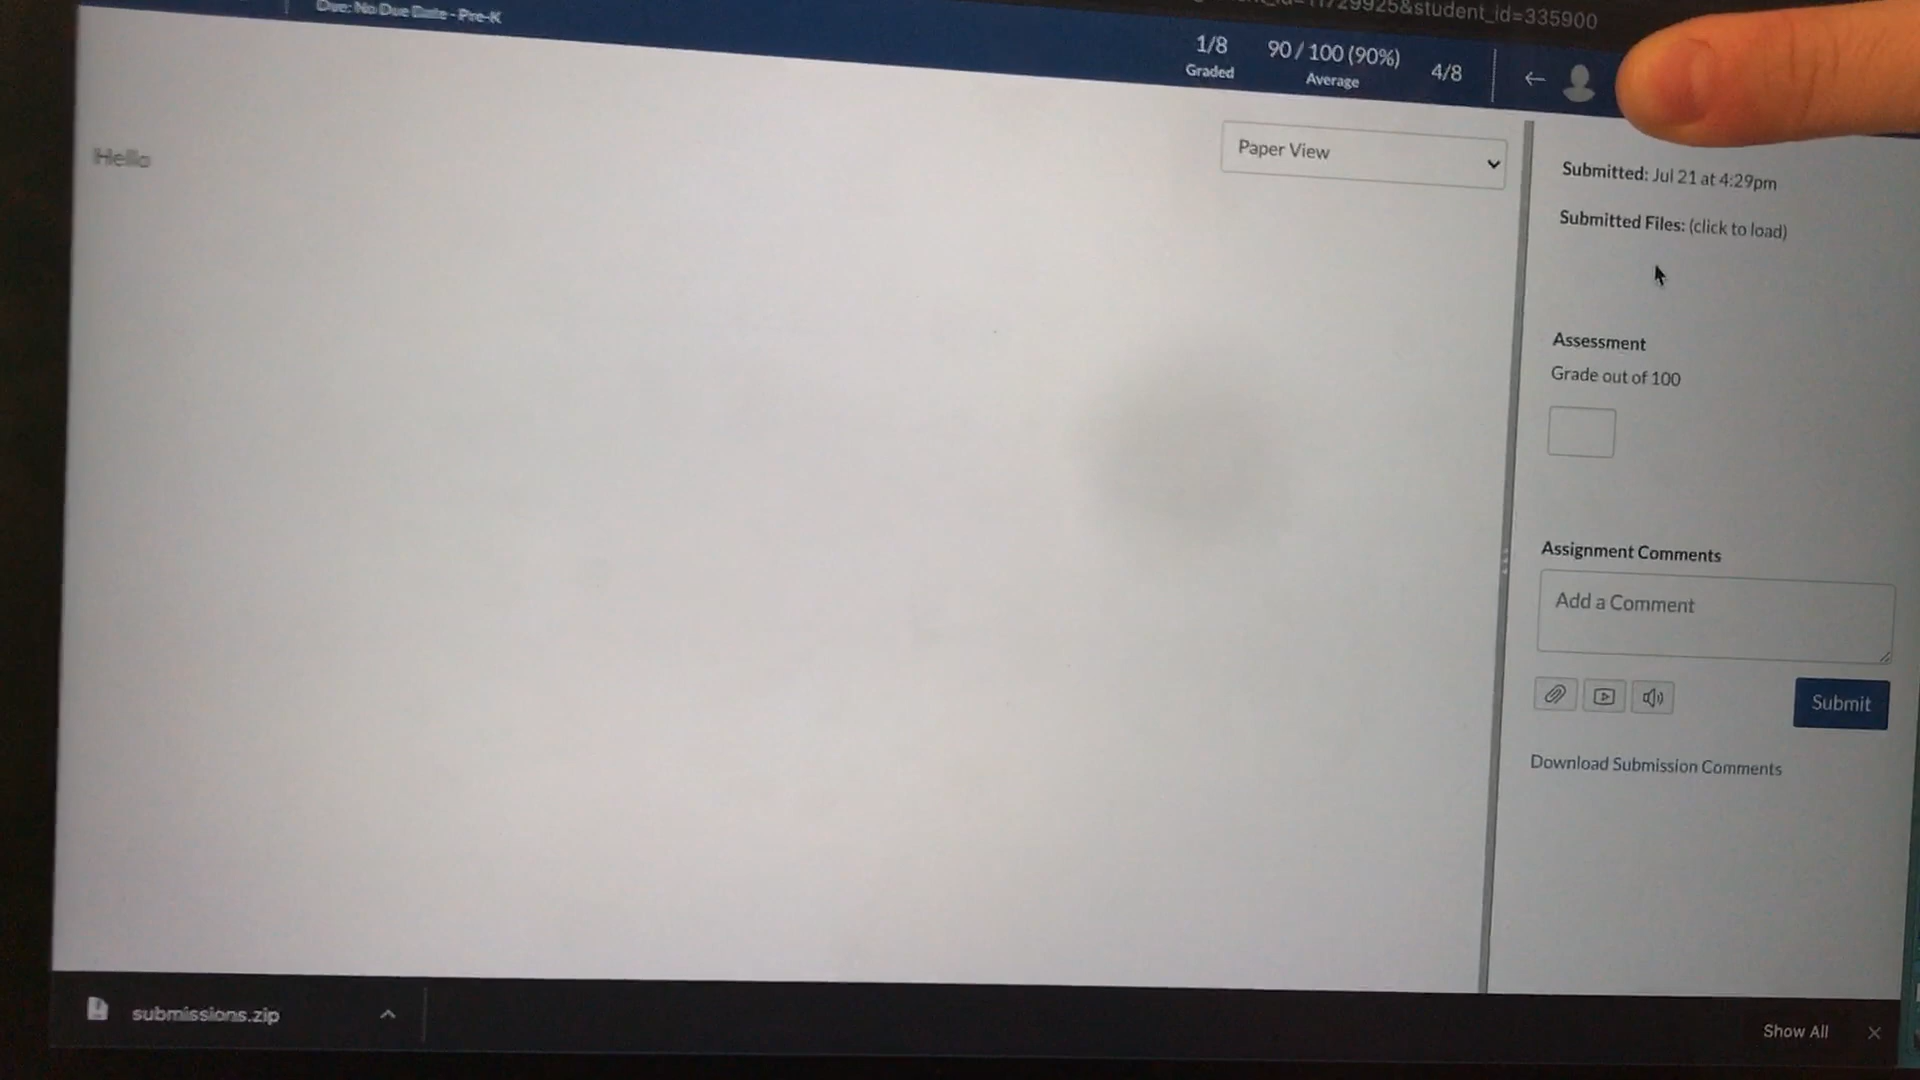 29925&student_id=335900
Due: No Due Date - Pre-K
1/8
Graded
90 / 100 (90%)
Average
4/8
Hello
Paper View
Submitted: Jul 21 at 4:29pm
Submitted Files: (click to load)
Assessment
Grade out of 100
Assignment Comments
Add a Comment
Submit
Download Submission Comments
submissions.zip
Show All